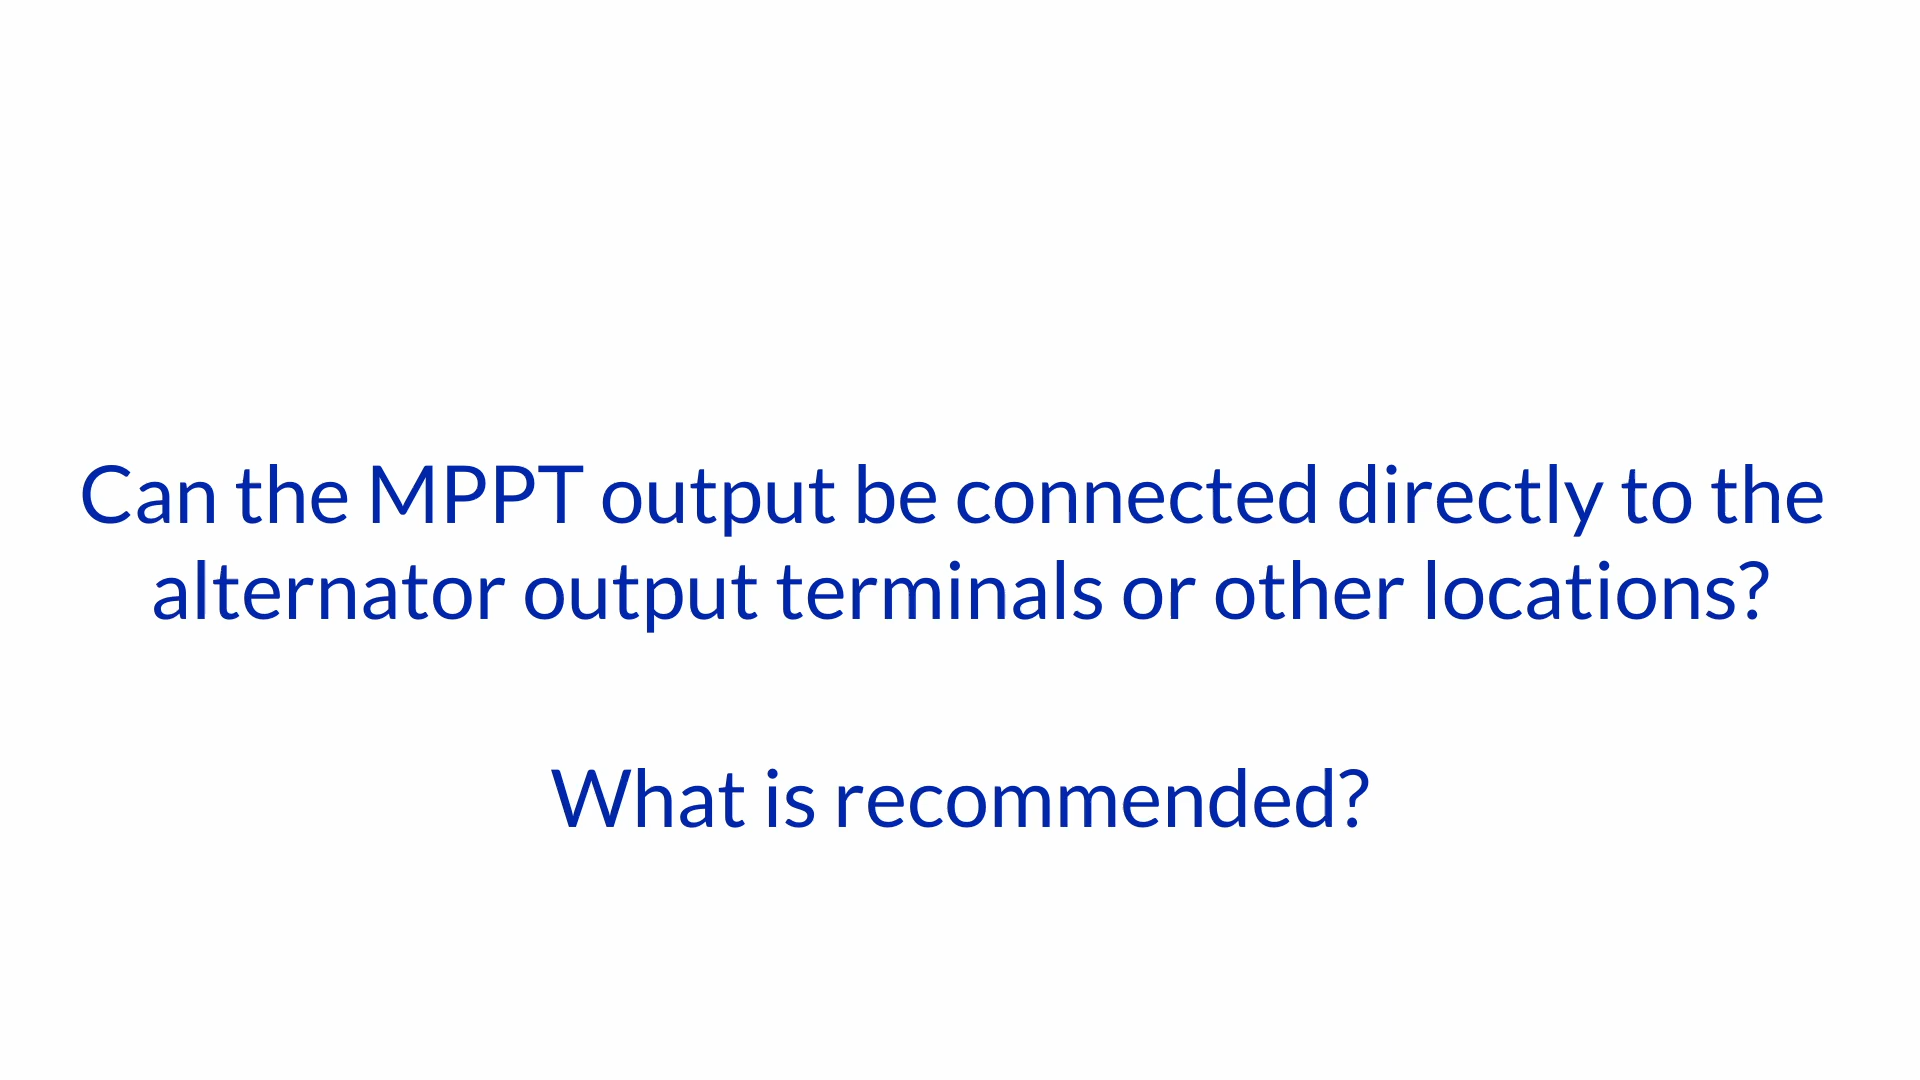 Can the MPPT output be connected directly to the
alternator output terminals or other locations?
What is recommended?